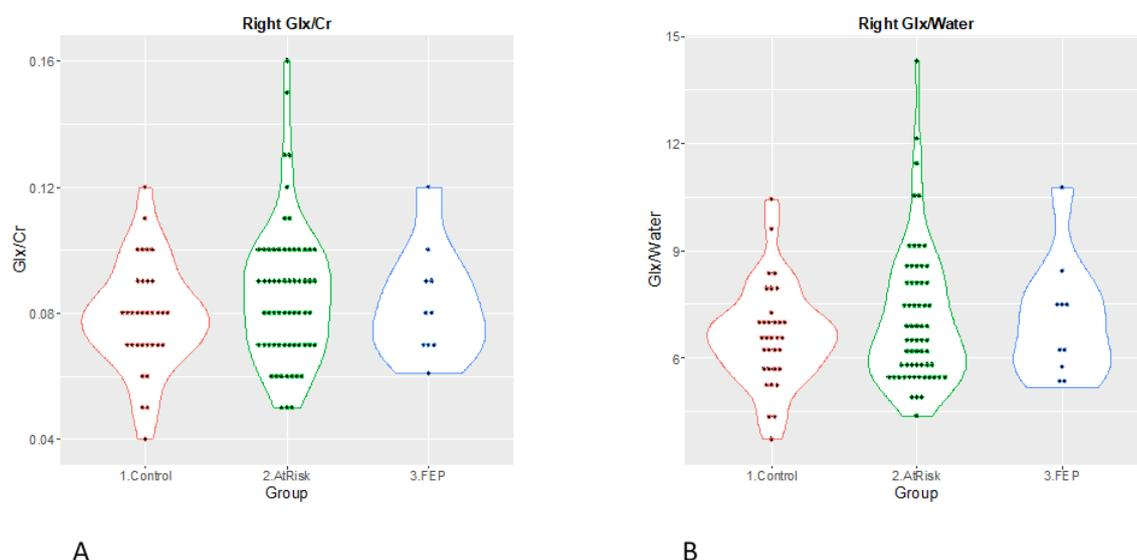 Right Glx/Cr
0.16
0.12
0.08
0.04
Glx/Cr
1.Control
2.AtRisk
3.FEP
Group
A
Right Glx/Water
15
12
9
6
Glx/Water
1.Control
2.AtRisk
3.FEP
Group
B